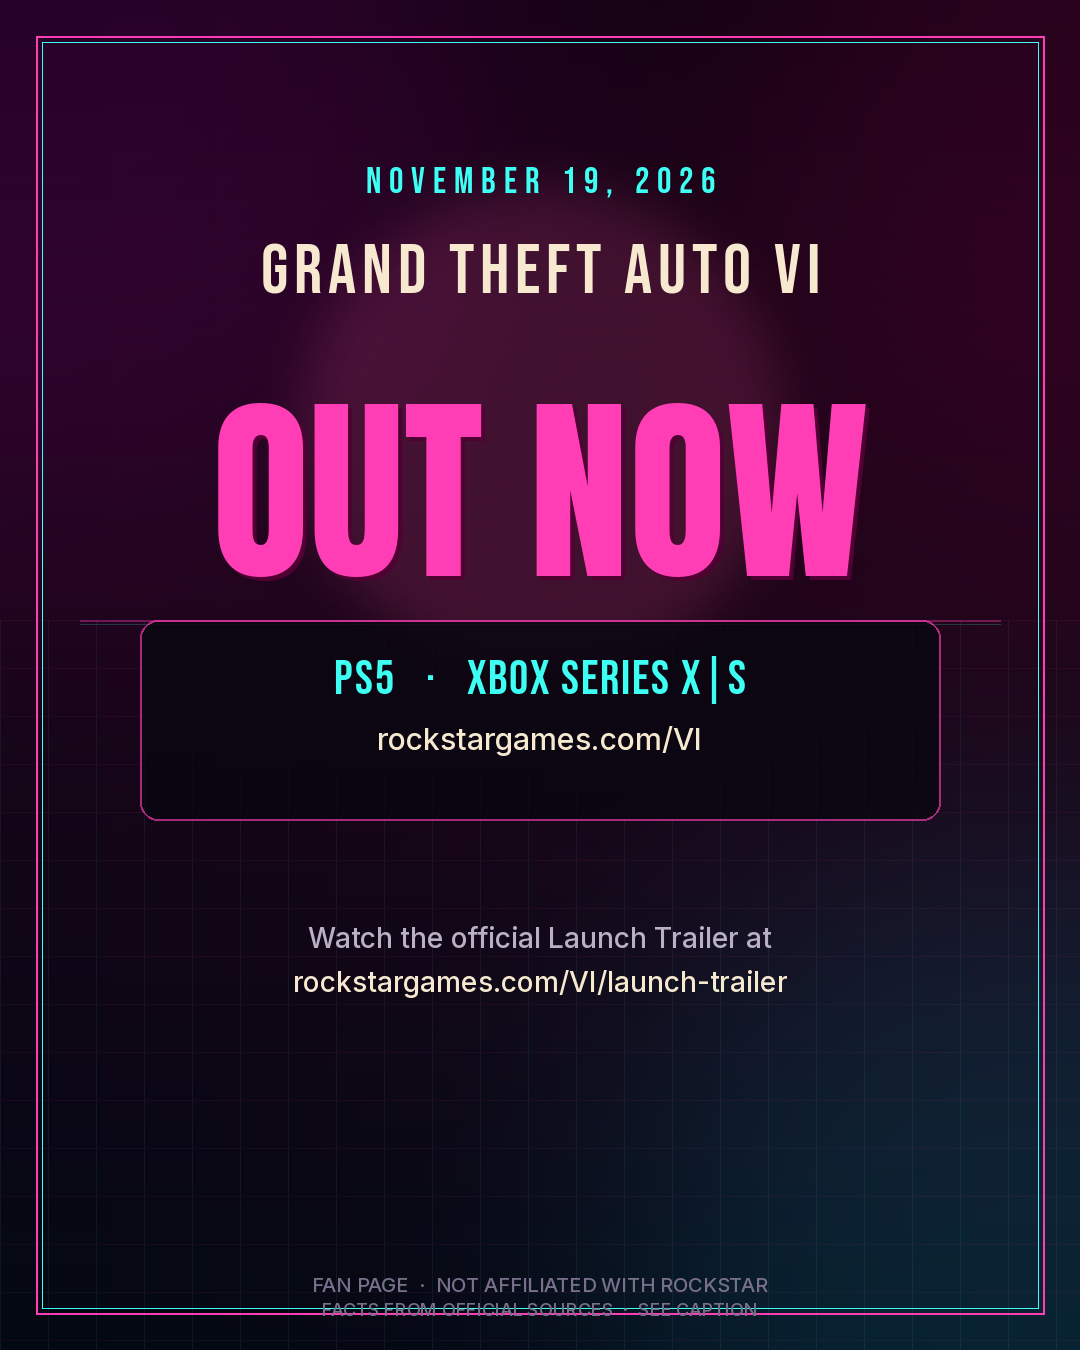 NOVEMBER 19, 2026
GRAND THEFT AUTO VI
OUT NOW
PS5 · XBOX SERIES X|S
rockstargames.com/VI
Watch the official Launch Trailer at
rockstargames.com/VI/launch-trailer
FAN PAGE · NOT AFFILIATED WITH ROCKSTAR
FACTS FROM OFFICIAL SOURCES · SEE CAPTION